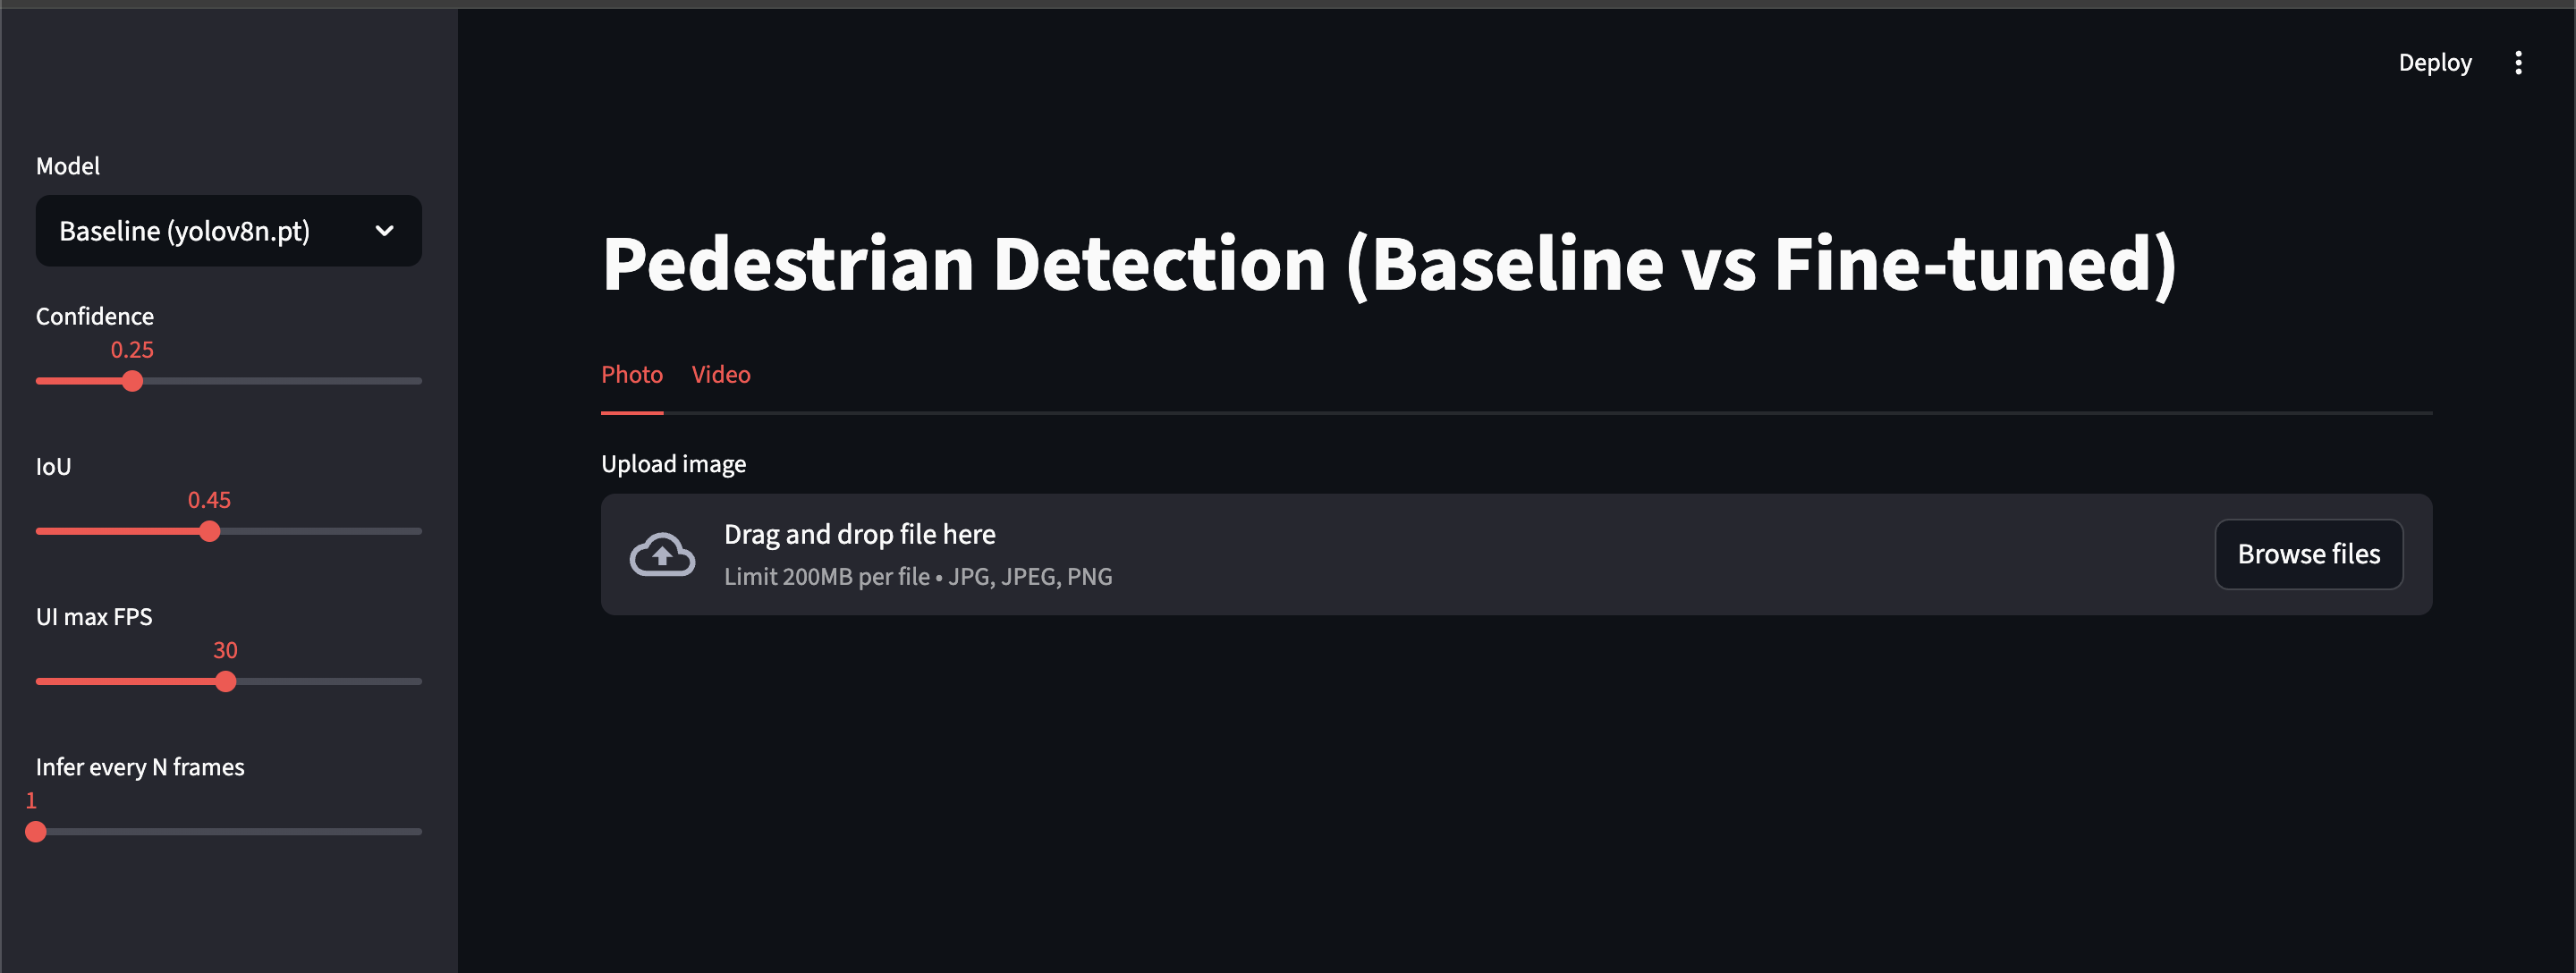 Deploy
Model
Baseline (yolov8n.pt)
Confidence
0.25
IoU
0.45
UI max FPS
30
Infer every N frames
1
Pedestrian Detection (Baseline vs Fine-tuned)
Photo Video
Upload image
Drag and drop file here
Limit 200MB per file • JPG, JPEG, PNG
Browse files